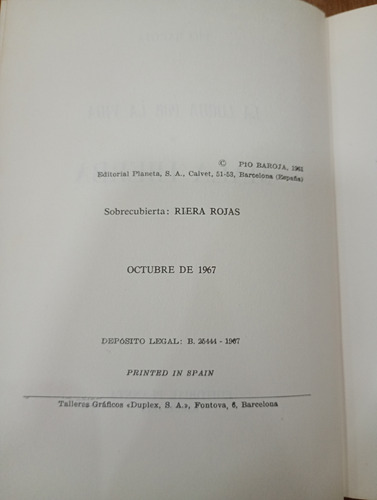 © PIO BAROJA, 1961
Editorial Planeta, S. A., Calvet, 51-53, Barcelona (España)
Sobrecubierta: RIERA ROJAS
OCTUBRE DE 1967
DEPÓSITO LEGAL: B. 25444 - 1967
PRINTED IN SPAIN
Talleres Gráficos «Duplex, S. A.», Fontova, 6, Barcelona